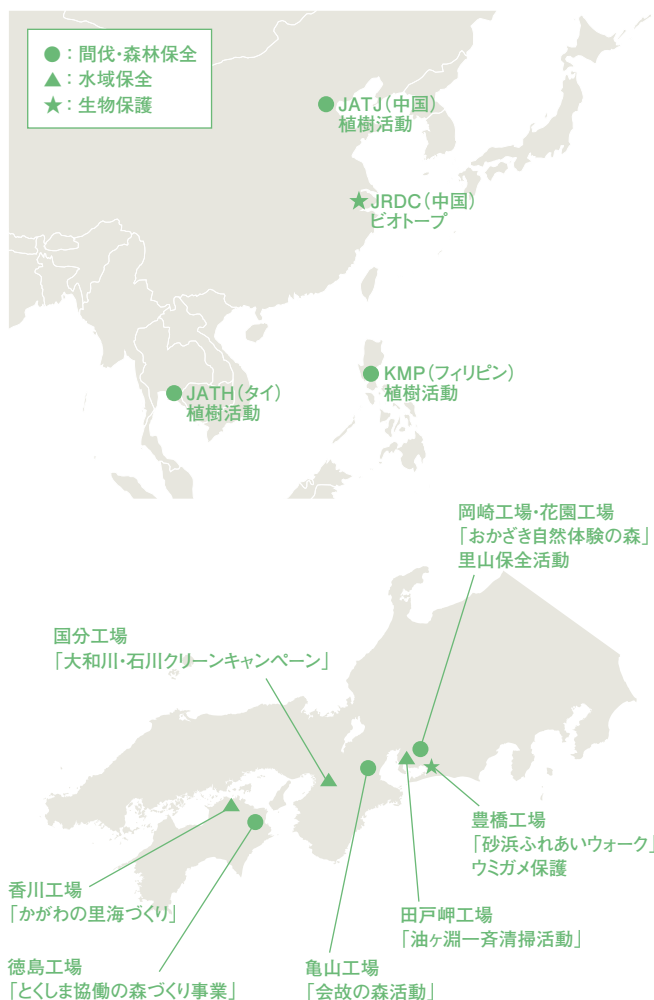 ●：間伐・森林保全
▲：水域保全
★：生物保護
JATJ（中国）
植樹活動
JRDC（中国）
ビオトープ
KMP（フィリピン）
植樹活動
JATH（タイ）
植樹活動
岡崎工場・花園工場
「おかざき自然体験の森」
里山保全活動
国分工場
「大和川・石川クリーンキャンペーン」
豊橋工場
「砂浜ふれあいウォーク」
ウミガメ保護
香川工場
「かがわの里海づくり」
田戸岬工場
「油ヶ淵一斉清掃活動」
徳島工場
「とくしま協働の森づくり事業」
亀山工場
「会故の森活動」